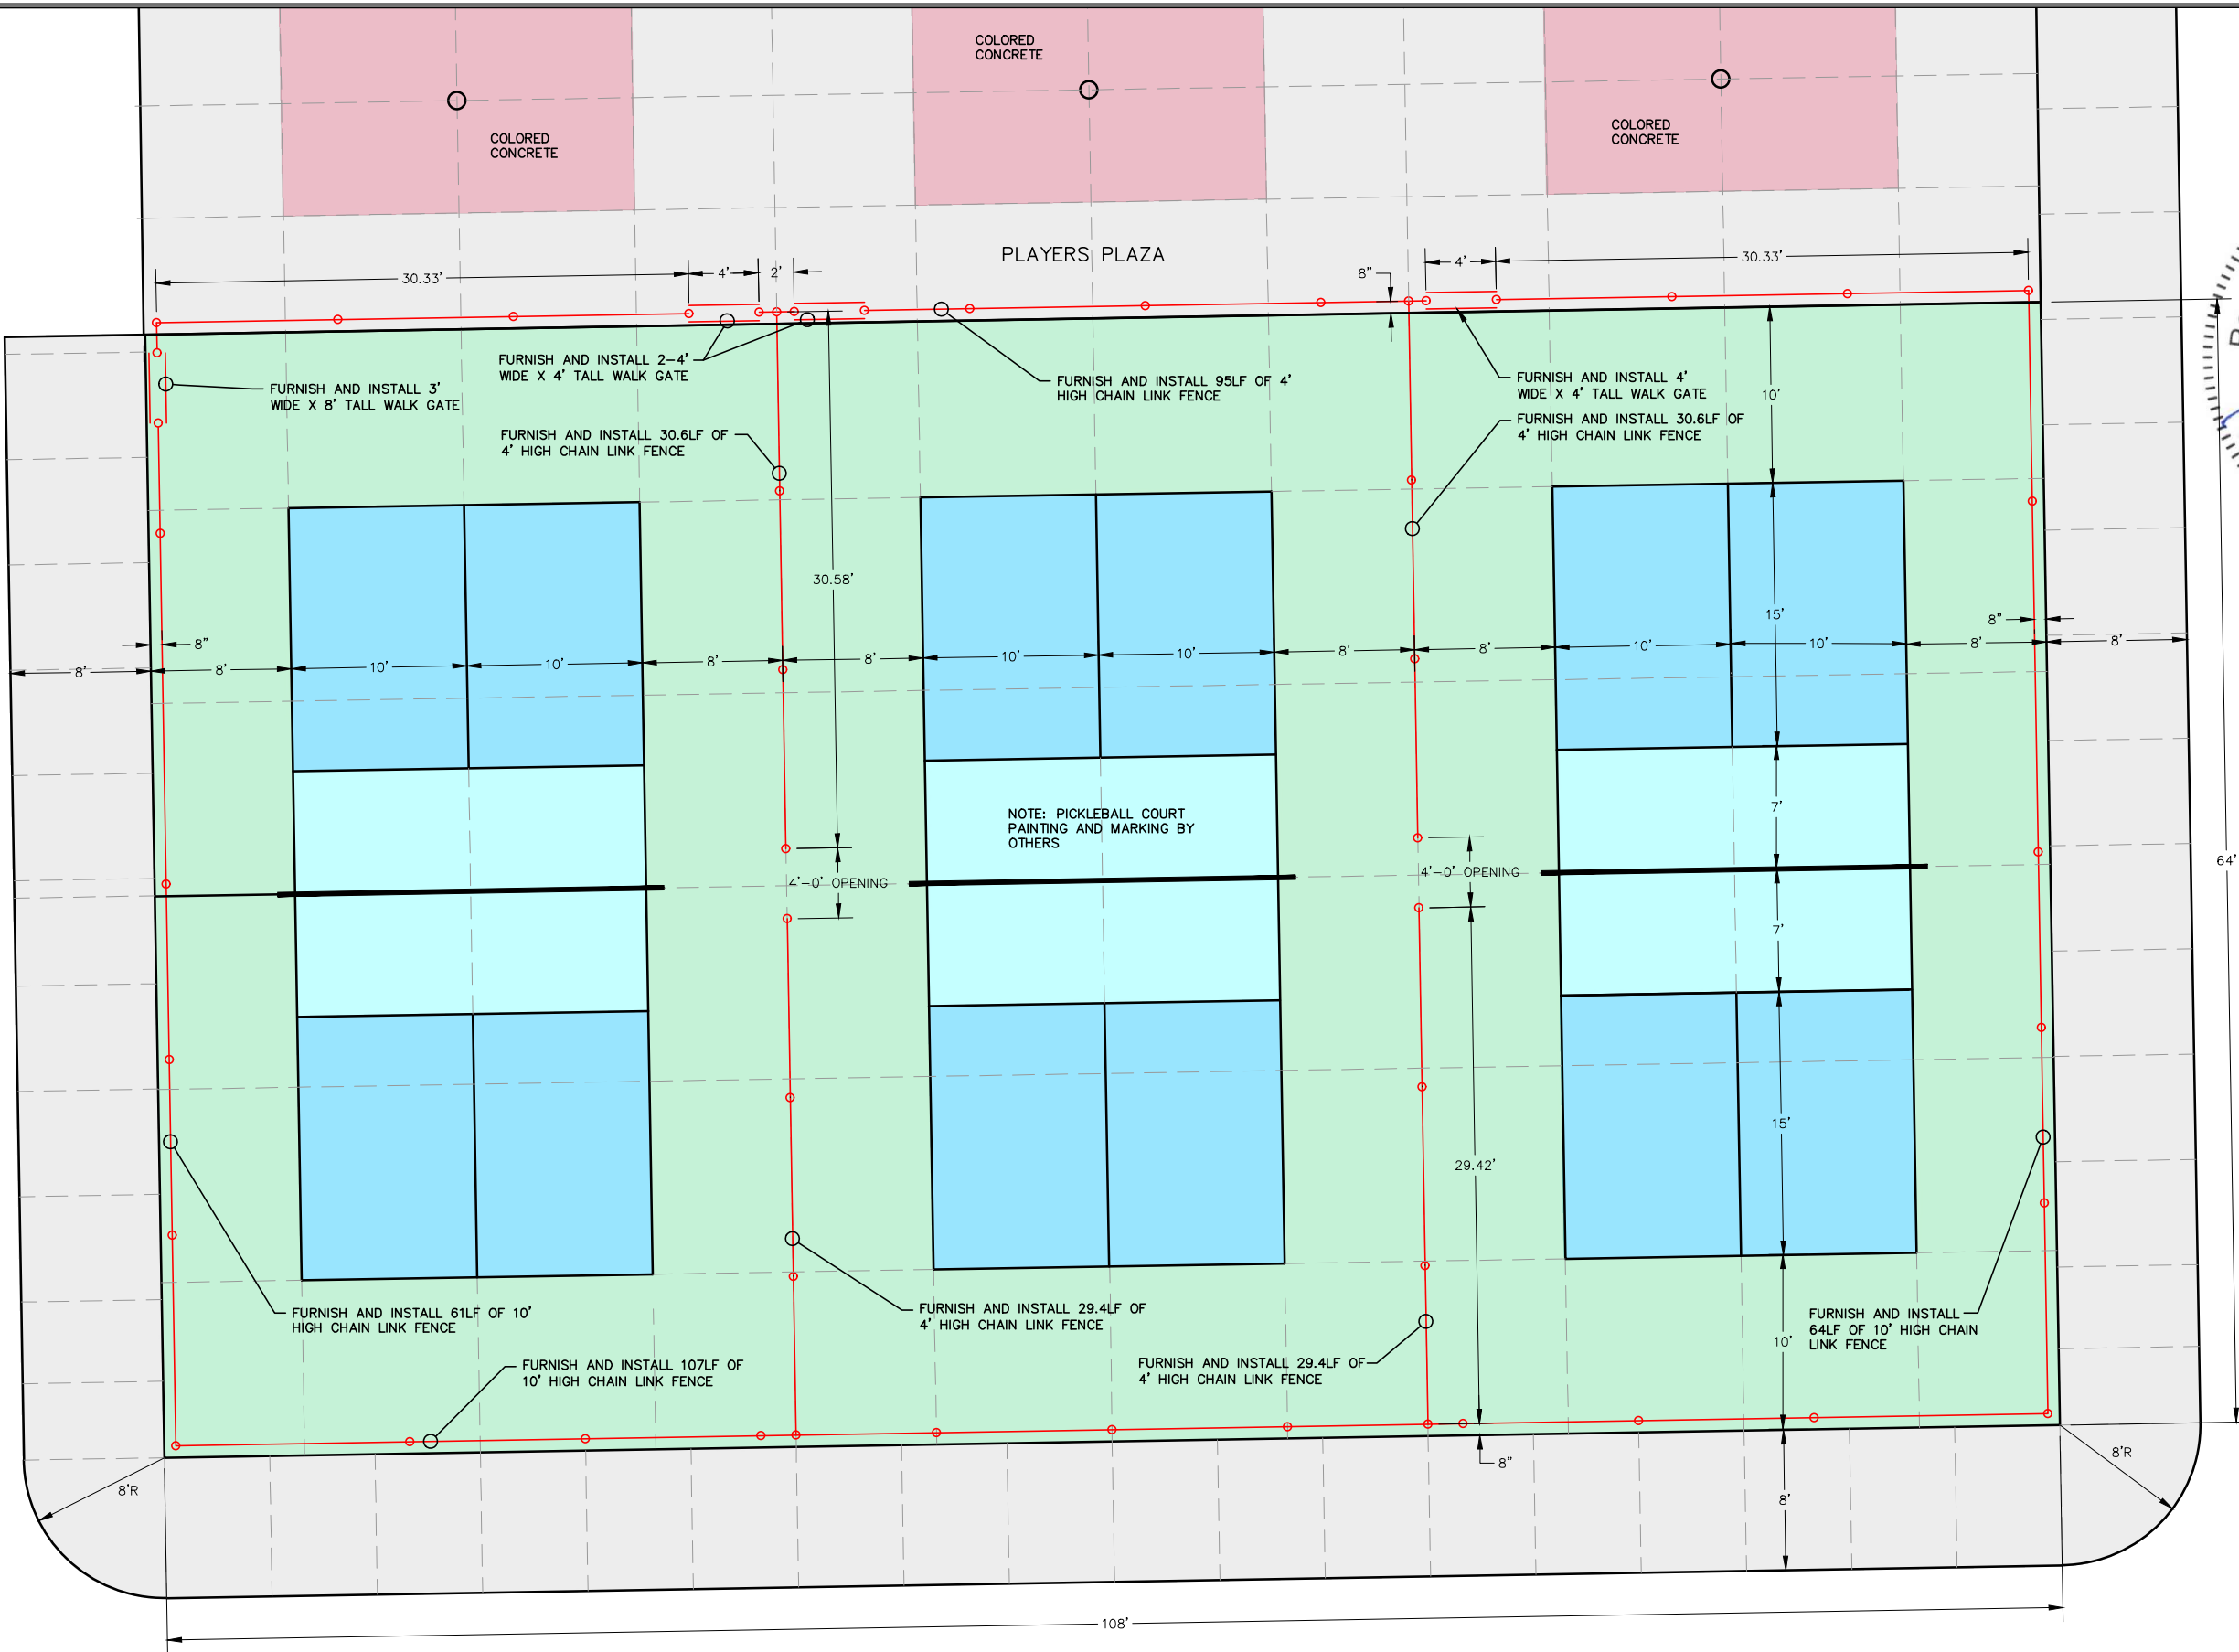 COLORED
CONCRETE
COLORED
CONCRETE
COLORED
CONCRETE
PLAYERS PLAZA
30.33'
4'
2'
8"
4'
30.33'
FURNISH AND INSTALL 2-4'
WIDE X 4' TALL WALK GATE
FURNISH AND INSTALL 3'
WIDE X 8' TALL WALK GATE
FURNISH AND INSTALL 95LF OF 4'
HIGH CHAIN LINK FENCE
FURNISH AND INSTALL 4'
WIDE X 4' TALL WALK GATE
10'
FURNISH AND INSTALL 30.6LF OF
4' HIGH CHAIN LINK FENCE
FURNISH AND INSTALL 30.6LF OF
4' HIGH CHAIN LINK FENCE
30.58'
15'
8"
8"
8'
8'
10'
10'
8'
8'
10'
10'
8'
8'
10'
10'
8'
8'
NOTE: PICKLEBALL COURT
PAINTING AND MARKING BY
OTHERS
7'
4'-0' OPENING
4'-0' OPENING
64'
7'
15'
29.42'
FURNISH AND INSTALL 61LF OF 10'
HIGH CHAIN LINK FENCE
FURNISH AND INSTALL 29.4LF OF
4' HIGH CHAIN LINK FENCE
FURNISH AND INSTALL
64LF OF 10' HIGH CHAIN
LINK FENCE
10'
FURNISH AND INSTALL 107LF OF
10' HIGH CHAIN LINK FENCE
FURNISH AND INSTALL 29.4LF OF
4' HIGH CHAIN LINK FENCE
8"
8'R
8'R
8'
108'